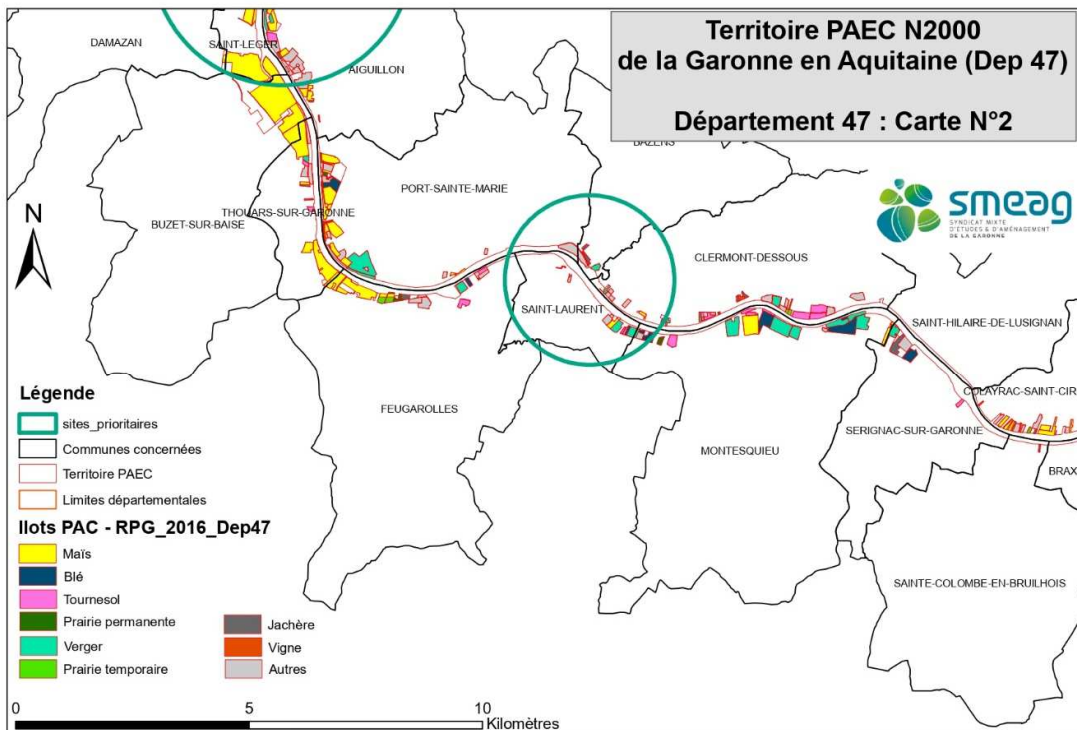 Territoire PAEC N2000
de la Garonne en Aquitaine (Dep 47)
Département 47 : Carte N°2
DAMAZAN
SAINT-LEGER
AIGUILLON
BAZENS
N
PORT-SAINTE-MARIE
THOUARS-SUR-GARONNE
BUZET-SUR-BAISE
smeag
SYNDICAT MIXTE
D'ÉTUDES & D'AMÉNAGEMENT
DE LA GARONNE
CLERMONT-DESSOUS
SAINT-LAURENT
SAINT-HILAIRE-DE-LUSIGNAN
COLAYRAC-SAINT-CIR
FEUGAROLLES
SERIGNAC-SUR-GARONNE
MONTESQUIEU
BRAX
SAINTE-COLOMBE-EN-BRUILHOIS
Légende
sites_prioritaires
Communes concernées
Territoire PAEC
Limites départementales
Ilots PAC - RPG_2016_Dep47
Maïs
Blé
Tournesol
Prairie permanente
Verger
Prairie temporaire
Jachère
Vigne
Autres
0 5 10
Kilomètres